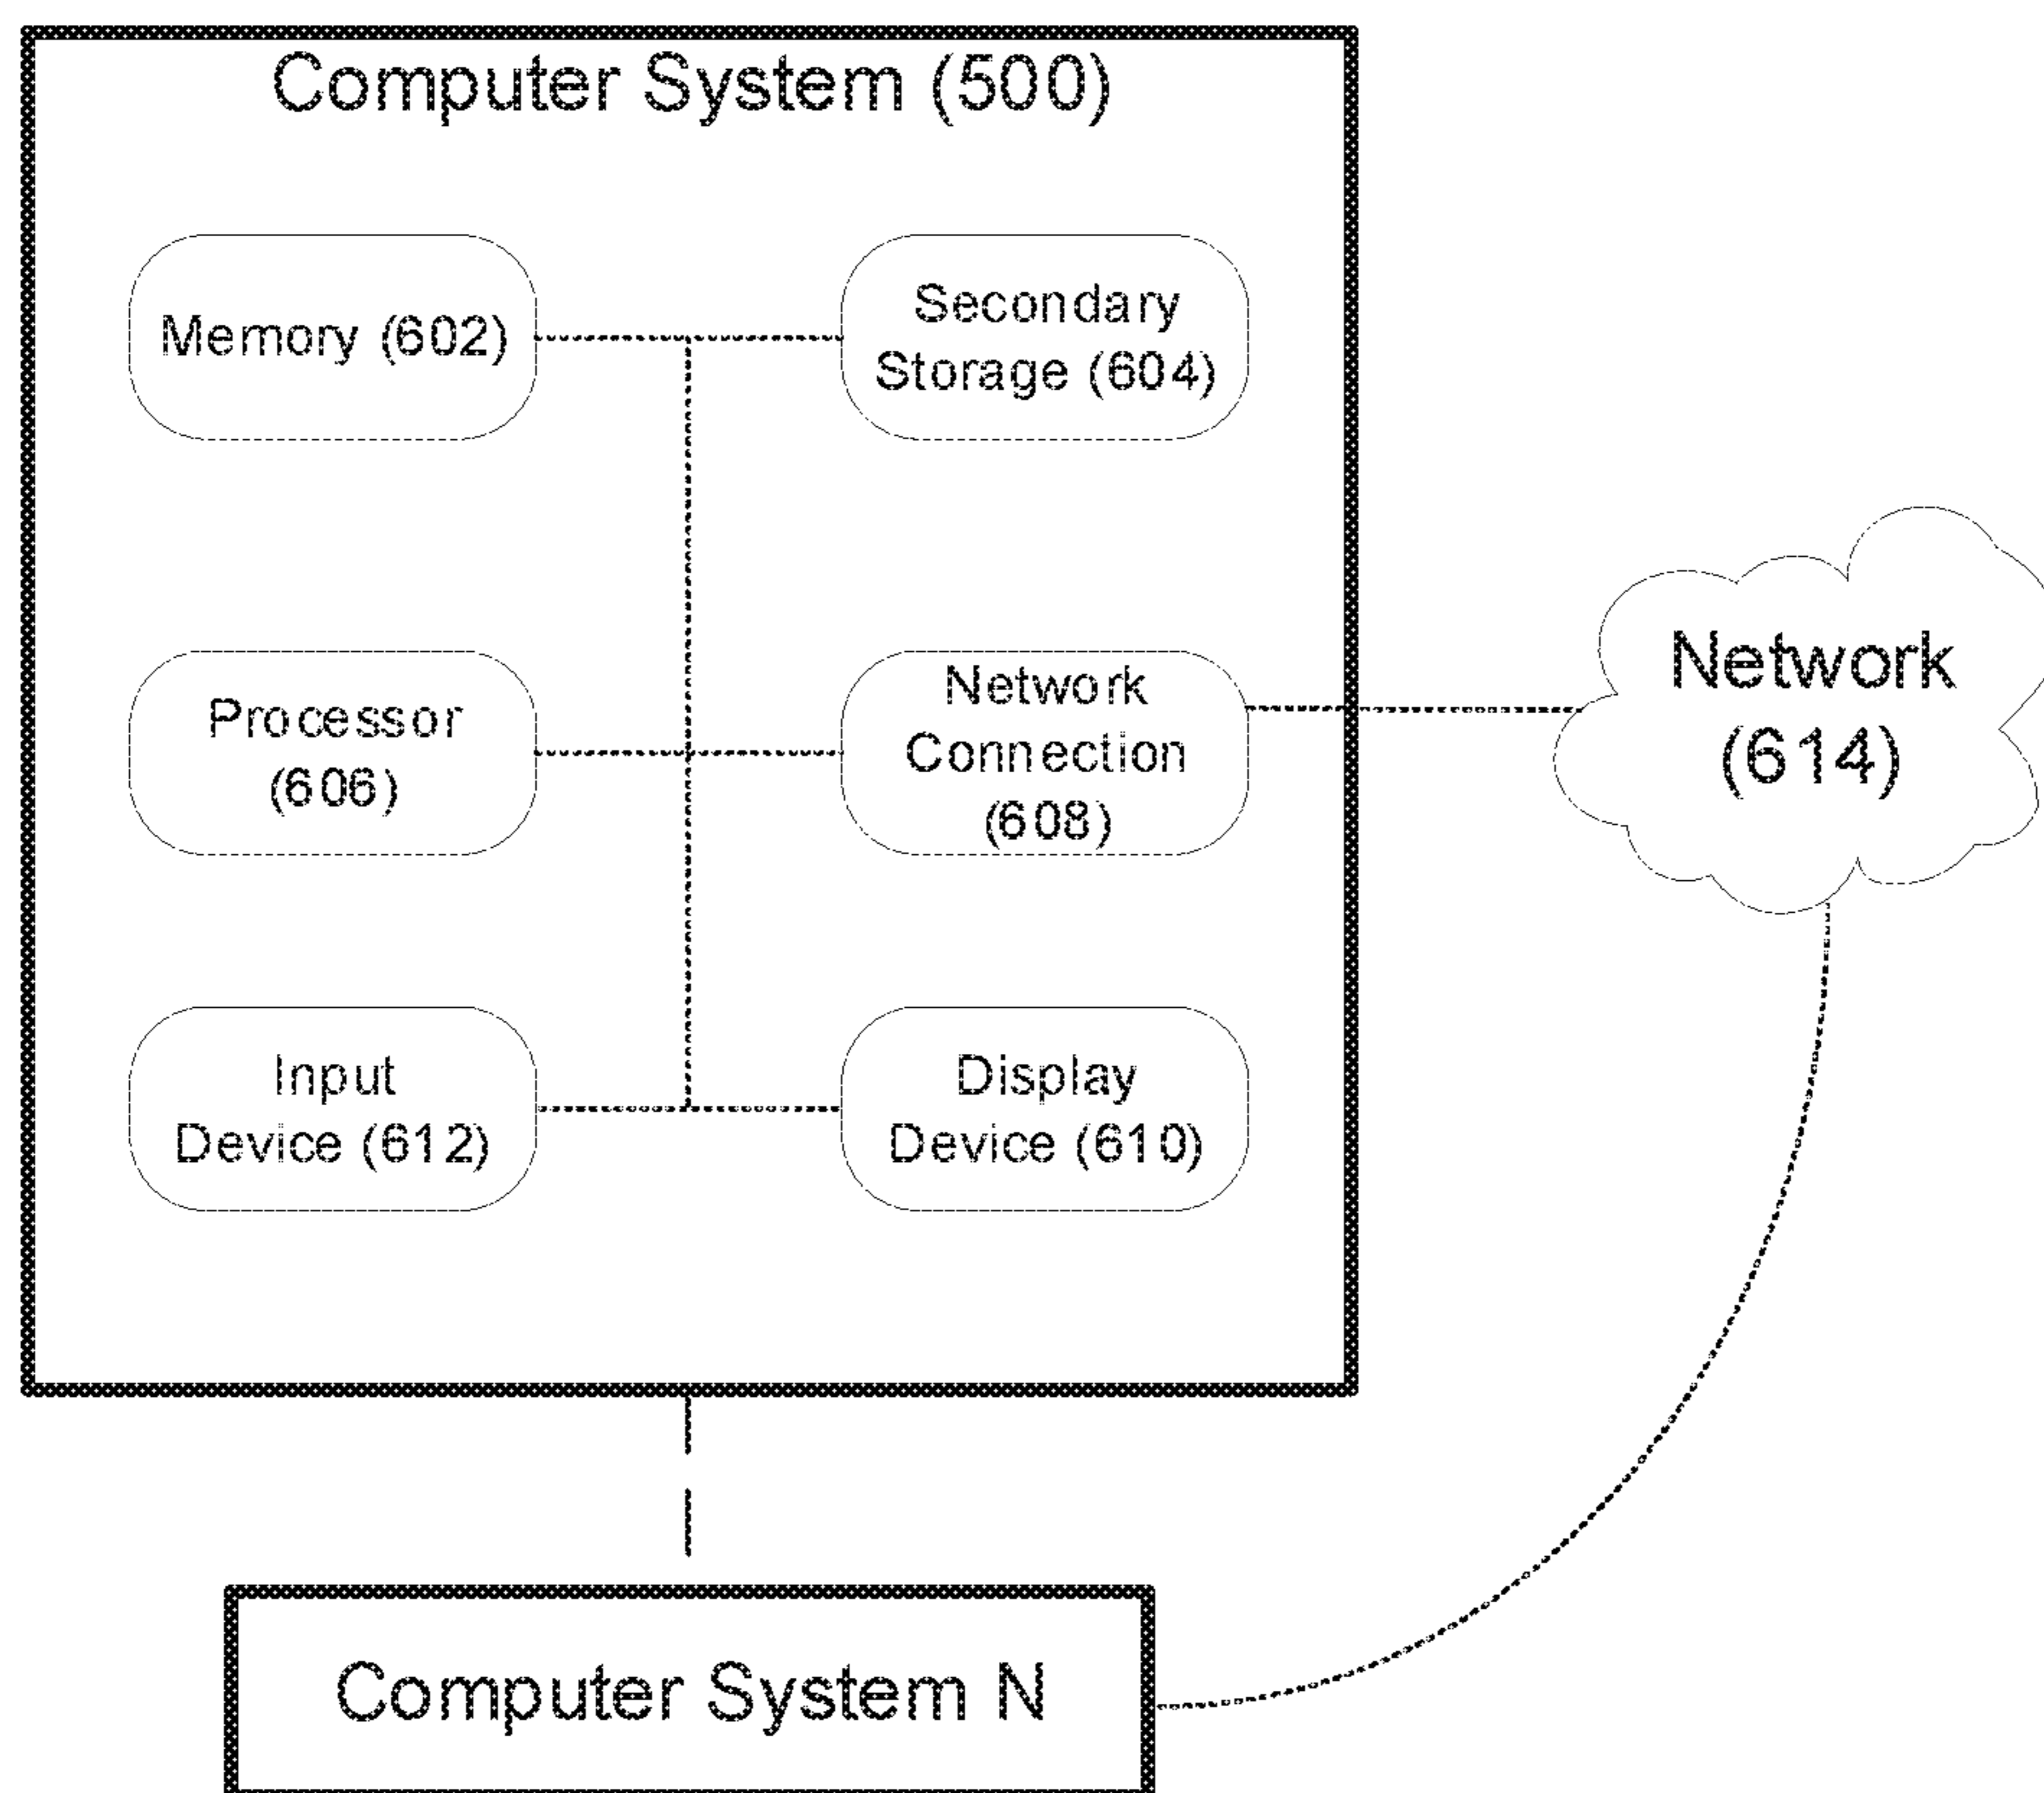 Computer System (500)
Memory (602)
Secondary
Storage (604)
Processor
(606)
Network
Connection
(608)
Network
(614)
Input
Device (612)
Display
Device (610)
Computer System N